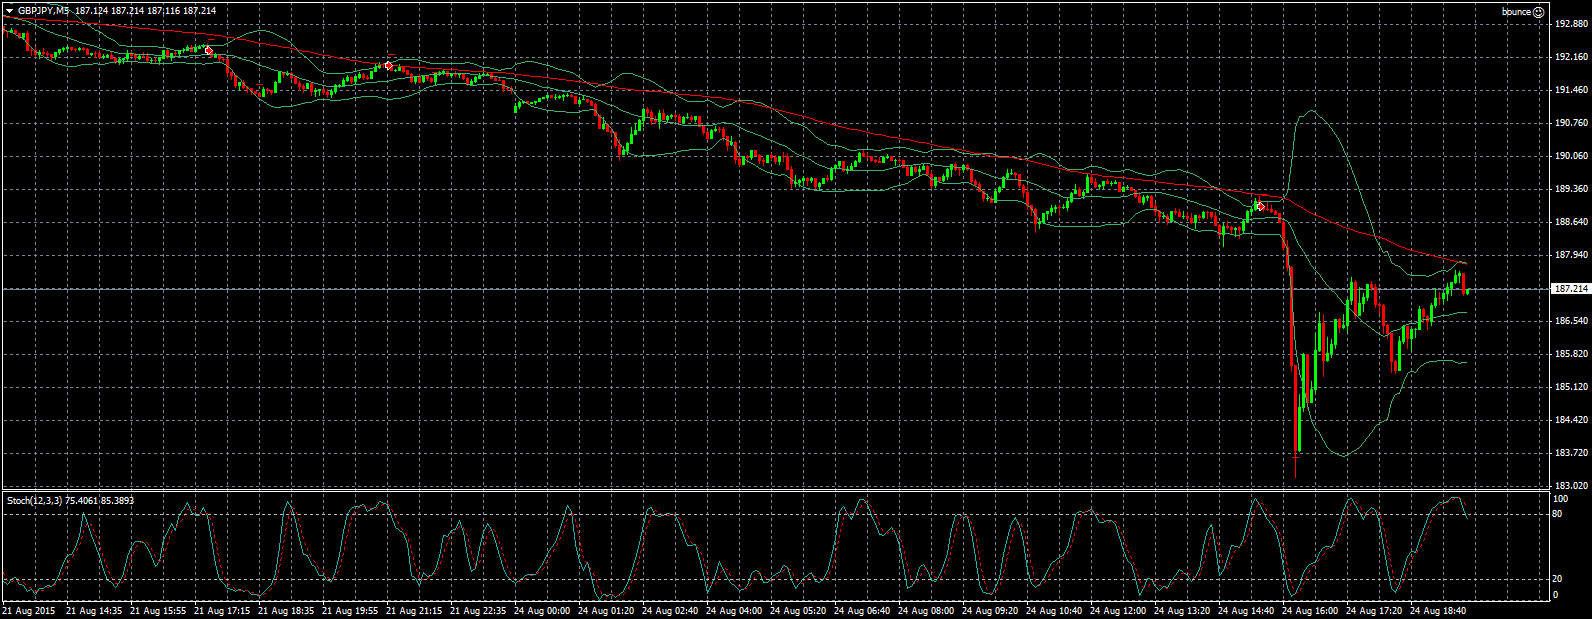 GBPJPY,M5 187.124 187.214 187.116 187.214
bounce
192.880
192.160
191.460
190.760
190.060
189.360
188.640
187.940
187.214
186.540
185.820
185.120
184.420
183.720
183.020
Stoch(12,3,3) 75.4061 85.3893
100
80
20
0
21 Aug 2015
21 Aug 14:35
21 Aug 15:55
21 Aug 17:15
21 Aug 18:35
21 Aug 19:55
21 Aug 21:15
21 Aug 22:35
24 Aug 00:00
24 Aug 01:20
24 Aug 02:40
24 Aug 04:00
24 Aug 05:20
24 Aug 06:40
24 Aug 08:00
24 Aug 09:20
24 Aug 10:40
24 Aug 12:00
24 Aug 13:20
24 Aug 14:40
24 Aug 16:00
24 Aug 17:20
24 Aug 18:40